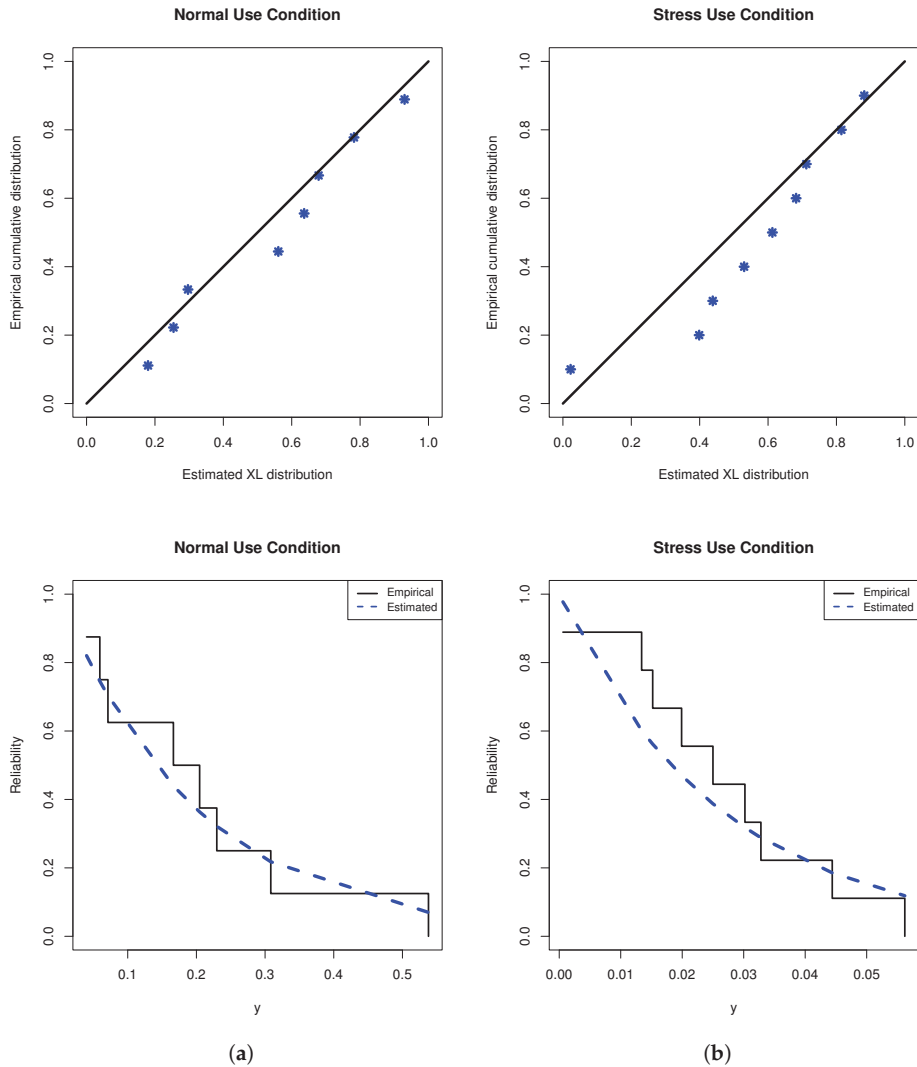 Normal Use Condition
Empirical cumulative distribution
1.0
0.8
0.6
0.4
0.2
0.0
0.0 0.2 0.4 0.6 0.8 1.0
Estimated XL distribution
Stress Use Condition
Empirical cumulative distribution
1.0
0.8
0.6
0.4
0.2
0.0
0.0 0.2 0.4 0.6 0.8 1.0
Estimated XL distribution
Normal Use Condition
Reliability
1.0
0.8
0.6
0.4
0.2
0.0
Empirical
Estimated
0.1 0.2 0.3 0.4 0.5
y
(a)
Stress Use Condition
Reliability
1.0
0.8
0.6
0.4
0.2
0.0
Empirical
Estimated
0.00 0.01 0.02 0.03 0.04 0.05
y
(b)